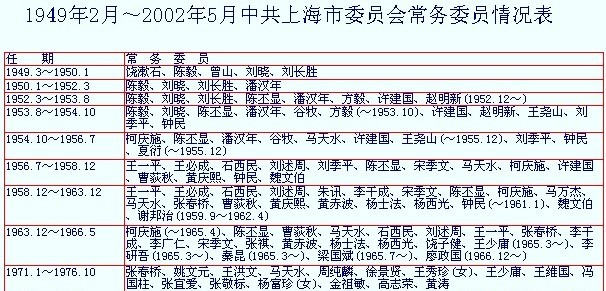 1949年2月～2002年5月中共上海市委员会常务委员情况表
任 期 常 务 委 员
1949.3～1950.1 饶漱石、陈毅、曾山、刘晓、刘长胜
1950.1～1952.3 陈毅、刘晓、刘长胜、潘汉年
1952.3～1953.8 陈毅、刘晓、刘长胜、陈丕显、潘汉年、方毅、许建国、赵明新(1952.12～)
1953.8～1954.10 陈毅、陈丕显、潘汉年、谷牧、方毅(～1953.10)、许建国、赵明新、王尧山、刘
季平、钟民
1954.10～1956.7 柯庆施、陈丕显、潘汉年、谷牧、马天水、许建国、王尧山(～1955.12)、刘季平、钟民
、夏衍(～1955.12)
1956.7～1958.12 王一平、王必成、石西民、刘述周、刘季平、陈丕显、宋季文、马天水、柯庆施、许建国
、曹荻秋、黄庆熙、钟民、魏文伯
1958.12～1963.12 王一平、王必成、石西民、刘述周、朱讯、李干成、宋季文、陈丕显、柯庆施、马万杰、
马天水、张春桥、曹荻秋、黄庆熙、黄赤波、杨士法、杨西光、钟民(～1961.1)、魏文伯
、谢邦治(1959.9～1962.4)
1963.12～1966.5 柯庆施(～1965.4)、陈丕显、曹荻秋、马天水、石西民、刘述周、王一平、张春桥、李干
成、李广仁、宋季文、张祺、黄赤波、杨士法、杨西光、饶子健、王少庸(1965.3～)、李
研吾(1965.3～)、秦昆(1965.3～)、梁国斌(1965.7～)、廖政国(1966.12～)
1971.1～1976.10 张春桥、姚文元、王洪文、马天水、周纯麟、徐景贤、王秀珍(女)、王少庸、王维国、冯
国柱、张宜爱、张敬标、杨富珍(女)、金祖敏、高志荣、黄涛